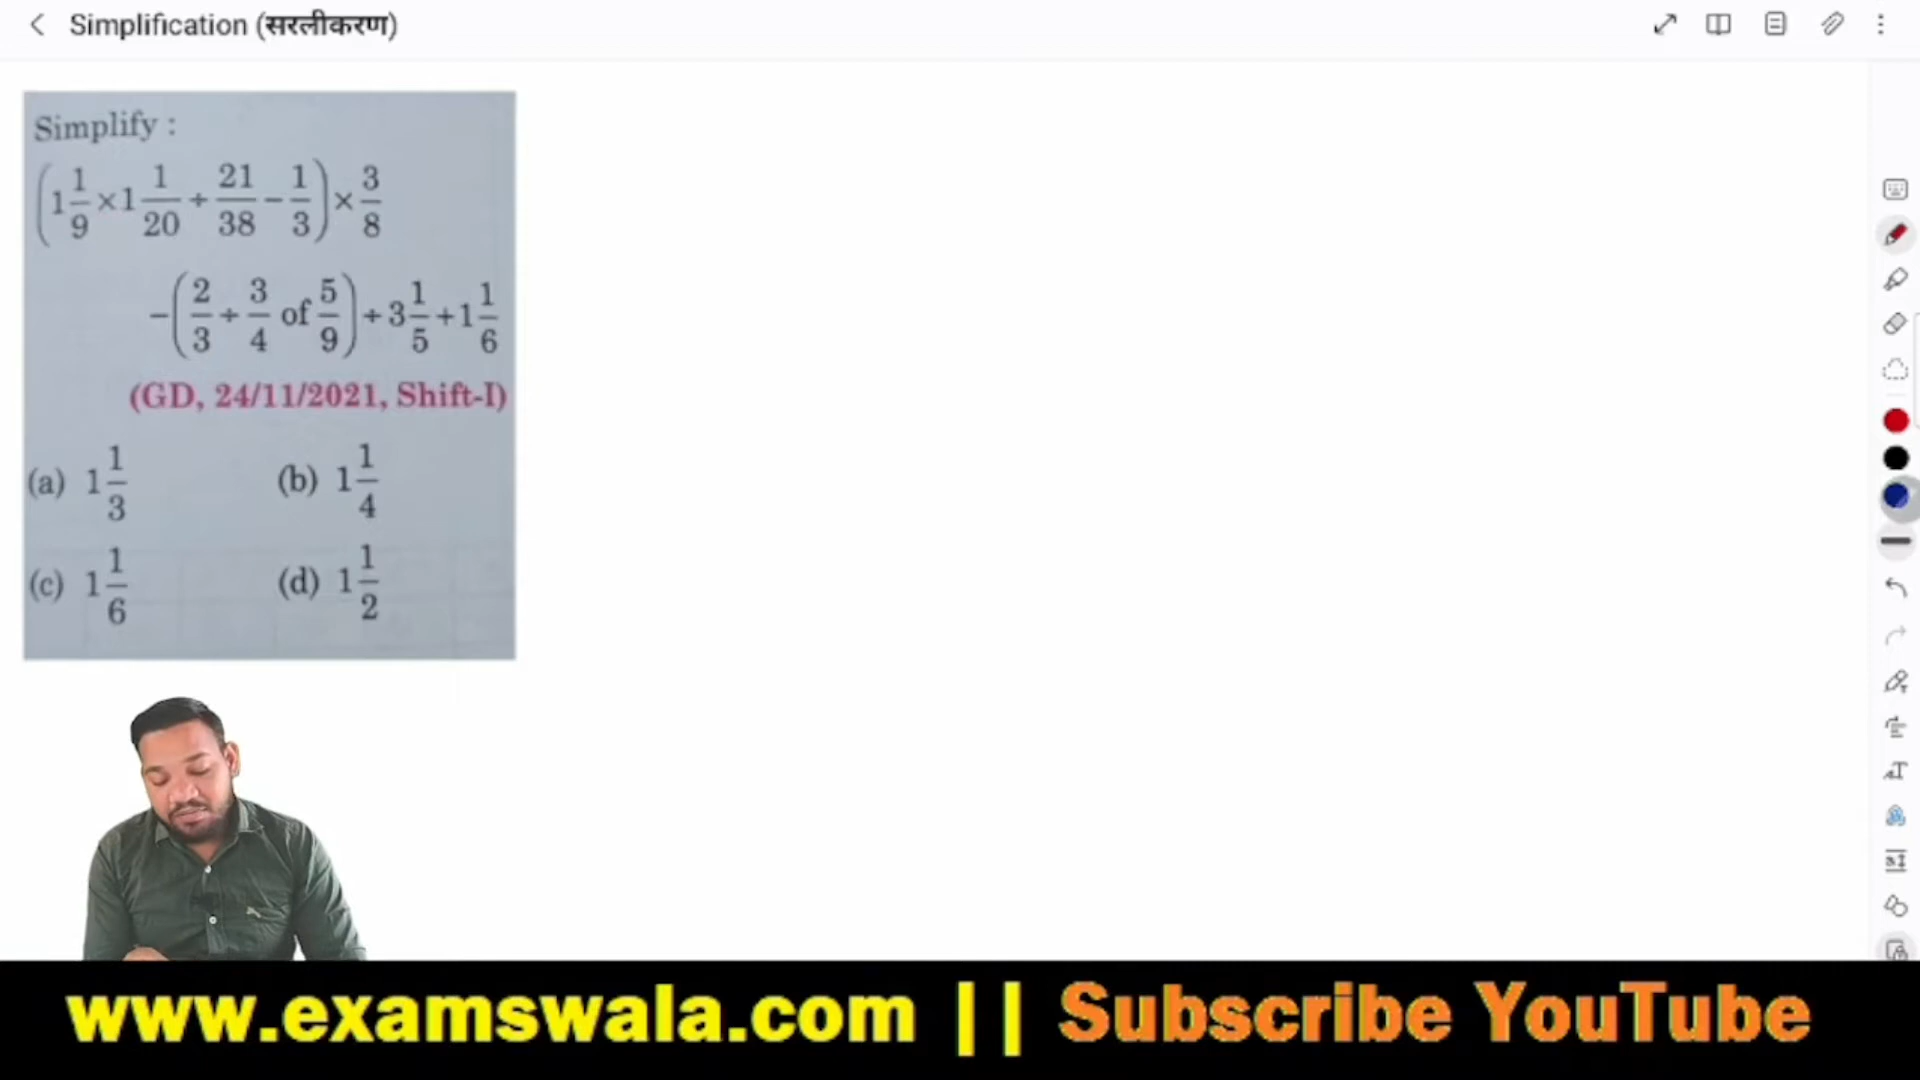 Simplification (सरलीकरण)
Simplify :
(1 1/9 × 1 1/20 ÷ 21/38 − 1/3) × 3/8
−(2/3 ÷ 3/4 of 5/9) ÷ 3 1/5 + 1 1/6
(GD, 24/11/2021, Shift-I)
(a) 1 1/3 (b) 1 1/4
(c) 1 1/6 (d) 1 1/2
www.examswala.com || Subscribe YouTube